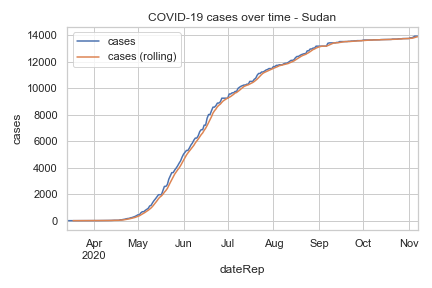 COVID-19 cases over time - Sudan
cases
cases (rolling)
14000
12000
10000
8000
6000
4000
2000
0
cases
Apr May Jun Jul Aug Sep Oct Nov
2020
dateRep